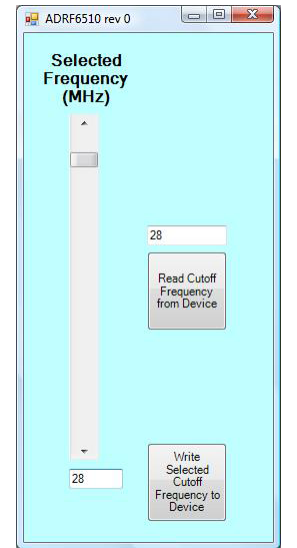 ADRF6510 rev 0
Selected
Frequency
(MHz)
28
Read Cutoff
Frequency
from Device
28
Write
Selected
Cutoff
Frequency to
Device